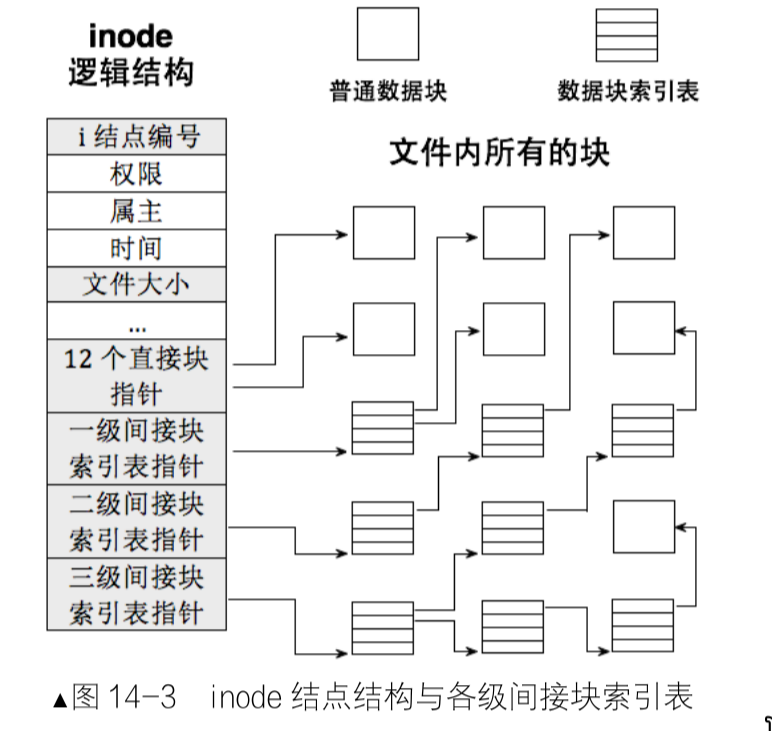 inode
逻辑结构
普通数据块
数据块索引表
文件内所有的块
i 结点编号
权限
属主
时间
文件大小
...
12 个直接块
指针
一级间接块
索引表指针
二级间接块
索引表指针
三级间接块
索引表指针
▲图 14-3 inode 结点结构与各级间接块索引表